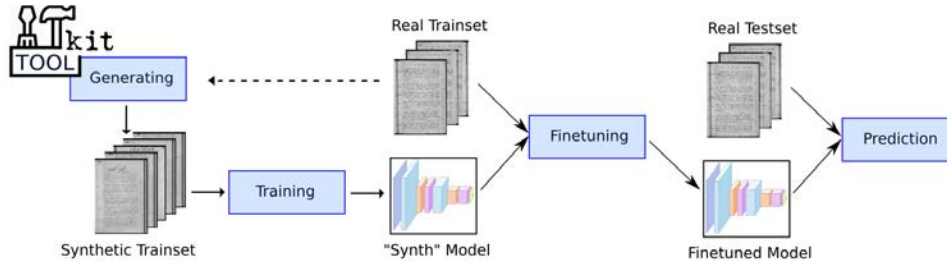 kit
TOOL
Generating
Real Trainset
Real Testset
Finetuning
Prediction
Training
Synthetic Trainset
"Synth" Model
Finetuned Model